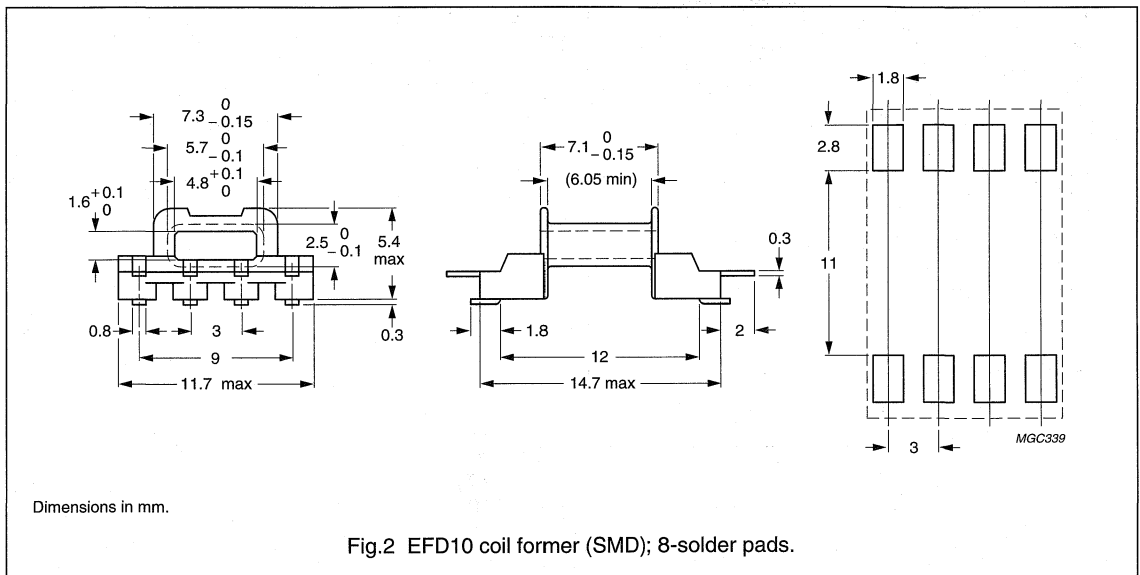 0
7.3 – 0.15
0
5.7 – 0.1
+0.1
4.8 0
1.6 +0.1
0
0
2.5 – 0.1
5.4
max
0.8
3
0.3
9
11.7 max
0
7.1 – 0.15
(6.05 min)
0.3
1.8
2
12
14.7 max
1.8
2.8
11
3
MGC339
Dimensions in mm.
Fig.2 EFD10 coil former (SMD); 8-solder pads.